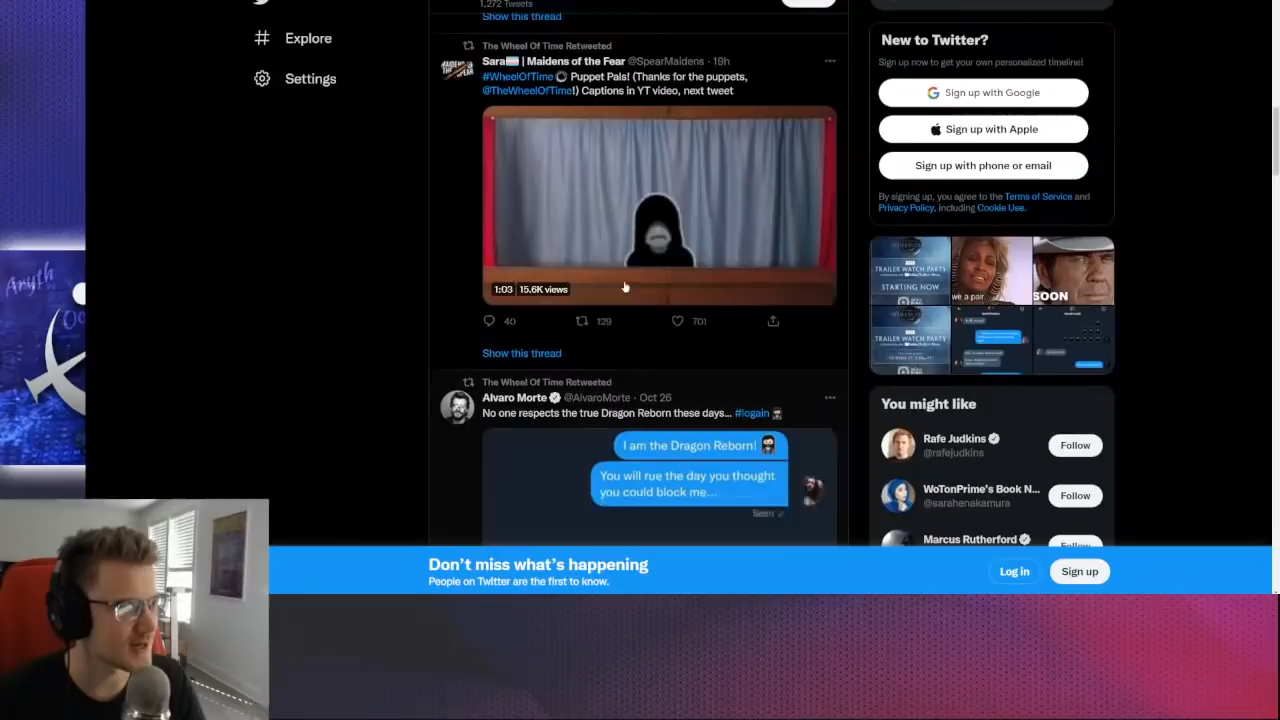 1,272 Tweets
Show this thread
Explore
Settings
The Wheel Of Time Retweeted
Sara | Maidens of the Fear @SpearMaidens · 19h
#WheelOfTime Puppet Pals! (Thanks for the puppets,
@TheWheelOfTime!) Captions in YT video, next tweet
1:03 15.6K views
40 129 701
Show this thread
The Wheel Of Time Retweeted
Alvaro Morte @AlvaroMorte · Oct 26
No one respects the true Dragon Reborn these days... #logain
I am the Dragon Reborn!
You will rue the day you thought
you could block me...
Seen
New to Twitter?
Sign up now to get your own personalized timeline!
Sign up with Google
Sign up with Apple
Sign up with phone or email
By signing up, you agree to the Terms of Service and
Privacy Policy, including Cookie Use.
TRAILER WATCH PARTY
STARTING NOW
we a pair
SOON
TRAILER WATCH PARTY
You might like
Rafe Judkins
@rafejudkins
Follow
WoTonPrime's Book N...
@sarahenakamura
Follow
Marcus Rutherford
Follow
Don't miss what's happening
People on Twitter are the first to know.
Log in
Sign up